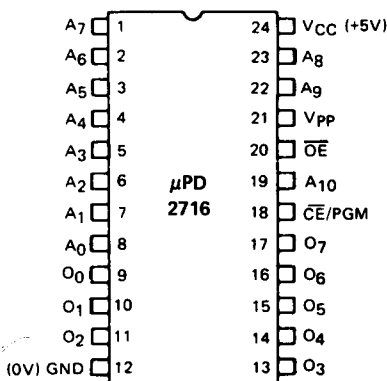 A₇ 1 24 VCC (+5V)
A₆ 2 23 A₈
A₅ 3 22 A₉
A₄ 4 21 VPP
A₃ 5 20 O̅E̅
A₂ 6 μPD 19 A₁₀
A₁ 7 2716 18 C̅E̅/PGM
A₀ 8 17 O₇
O₀ 9 16 O₆
O₁ 10 15 O₅
O₂ 11 14 O₄
(0V) GND 12 13 O₃